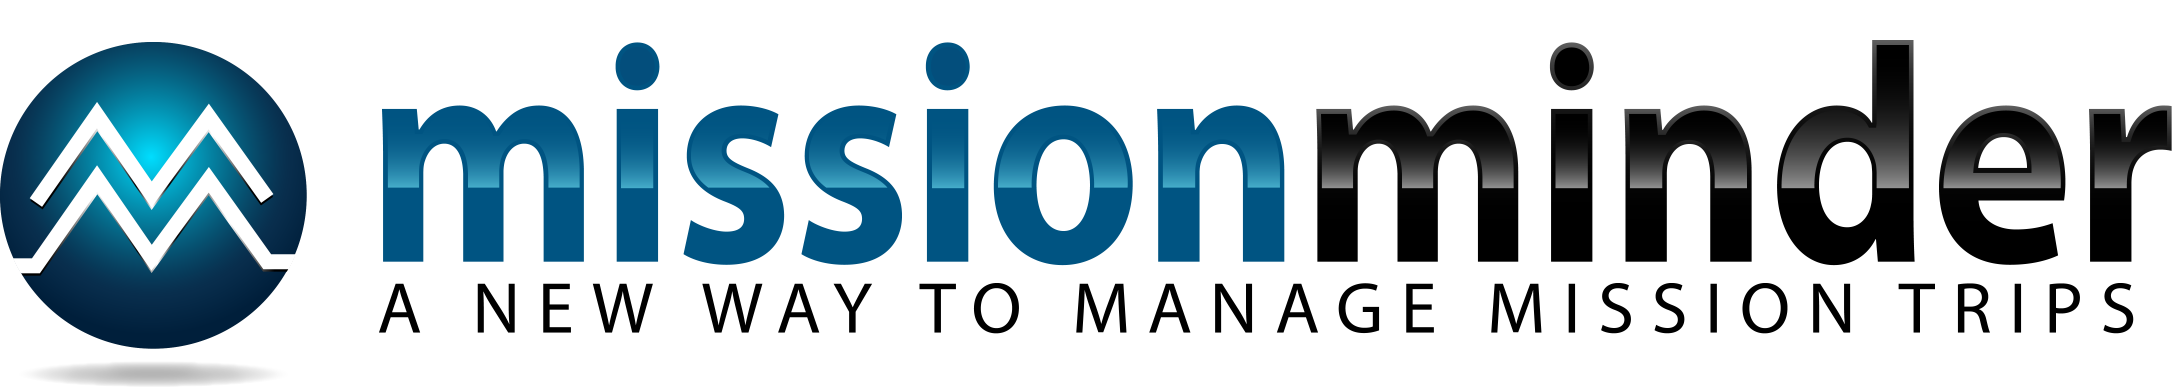 missionminder
A NEW WAY TO MANAGE MISSION TRIPS